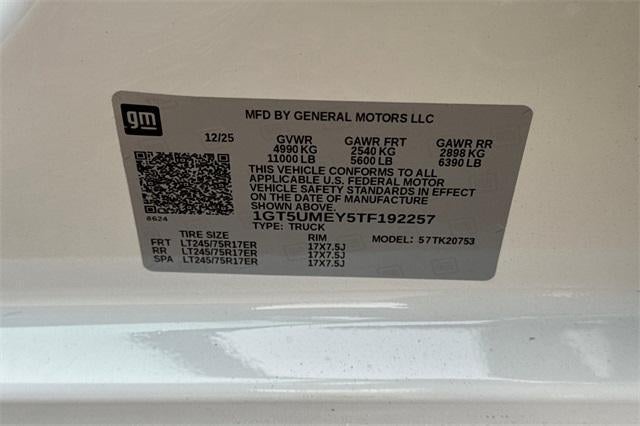 gm
MFD BY GENERAL MOTORS LLC
12/25 GVWR GAWR FRT GAWR RR
4990 KG 2540 KG 2898 KG
11000 LB 5600 LB 6390 LB
THIS VEHICLE CONFORMS TO ALL
APPLICABLE U.S. FEDERAL MOTOR
VEHICLE SAFETY STANDARDS IN EFFECT
ON THE DATE OF MANUFACTURE
SHOWN ABOVE.
8624 1GT5UMEY5TF192257
TYPE: TRUCK MODEL: 57TK20753
TIRE SIZE RIM
FRT LT245/75R17ER 17X7.5J
RR LT245/75R17ER 17X7.5J
SPA LT245/75R17ER 17X7.5J